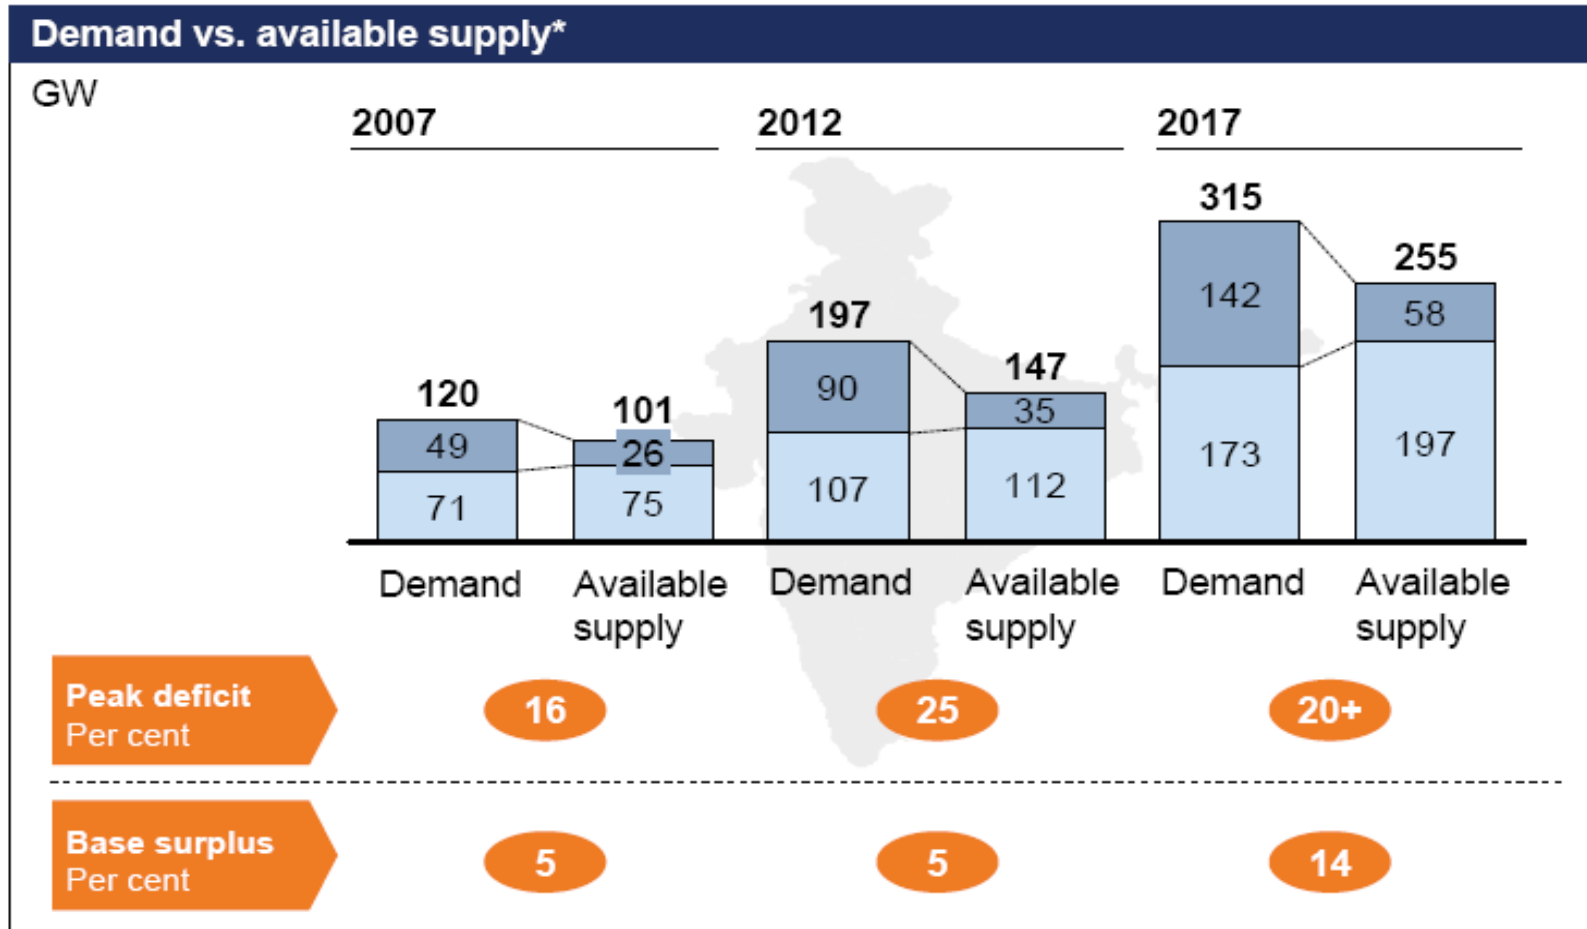 Demand vs. available supply*
GW
2007
2012
2017
120
49
71
101
26
75
197
90
107
147
35
112
315
142
173
255
58
197
Demand
Available
supply
Demand
Available
supply
Demand
Available
supply
Peak deficit
Per cent
16
25
20+
Base surplus
Per cent
5
5
14